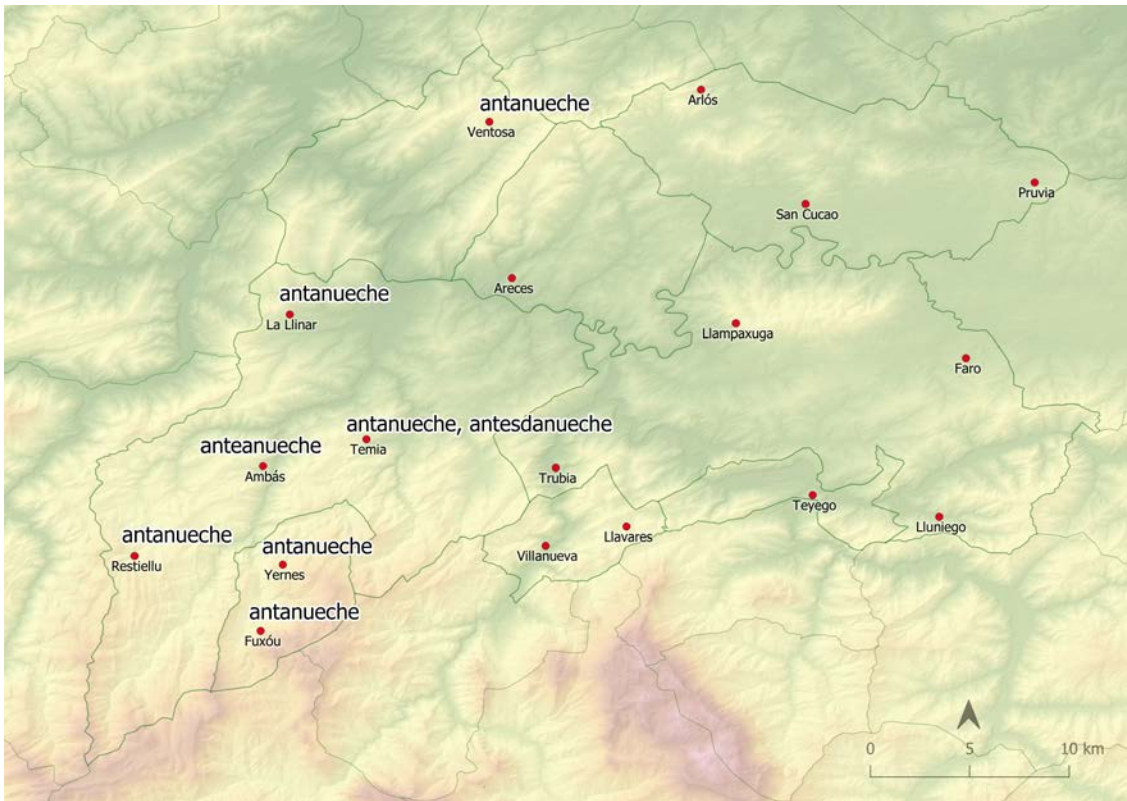 Arlós
antanueche
Ventosa
Pruvia
San Cucao
antanueche
La Llinar
Areces
Llampaxuga
Faro
antanueche, antesdanueche
Temia
anteanueche
Ambás
Trubia
Teyego
Lluniego
Llavares
antanueche
Restiellu
antanueche
Yernes
Villanueva
antanueche
Fuxóu
0 5 10 km